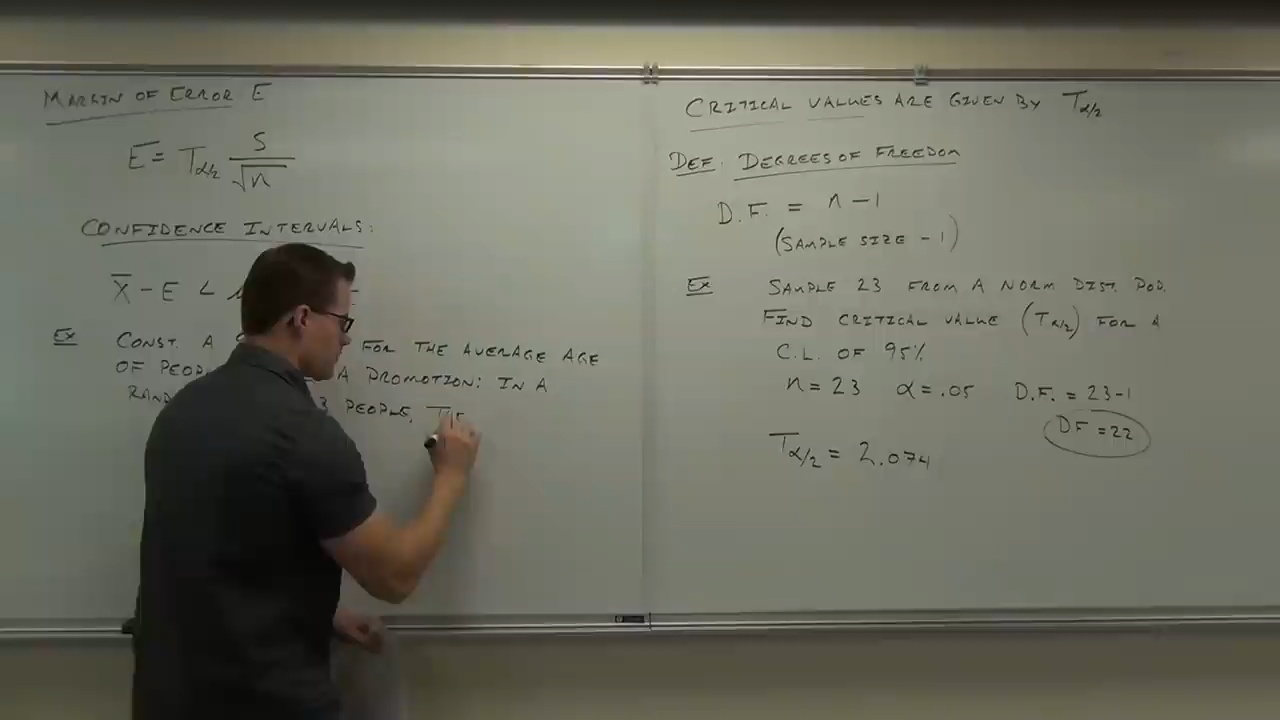 MARGIN OF ERROR E
E = Tα/2 S/√n
CONFIDENCE INTERVALS:
X̄ - E <
EX CONST. A FOR THE AVERAGE AGE
OF A PROMOTION: IN A
3 PEOPLE, THE
CRITICAL VALUES ARE GIVEN BY Tα/2
DEF: DEGREES OF FREEDOM
D.F. = n - 1
(SAMPLE SIZE - 1)
EX SAMPLE 23 FROM A NORM DIST. POP.
FIND CRITICAL VALUE (Tα/2) FOR A
C.L. OF 95%
n = 23 α = .05 D.F. = 23-1
DF = 22
Tα/2 = 2.074